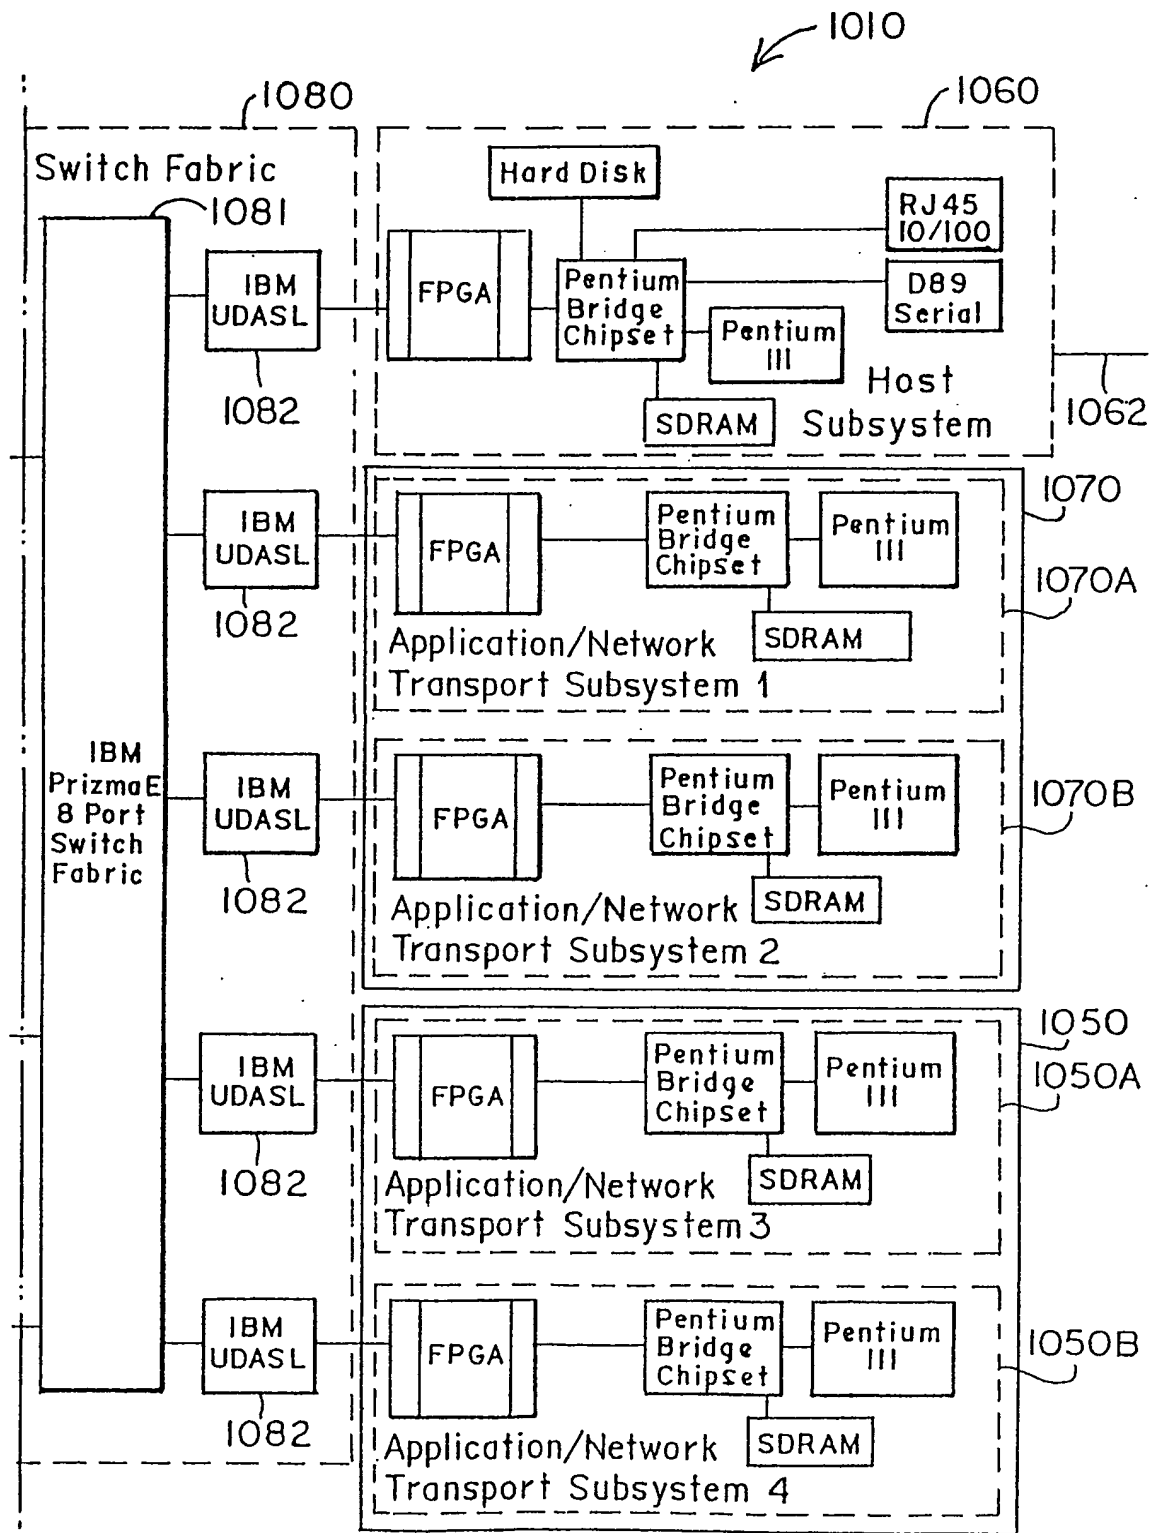 1010
1080
1060
Switch Fabric
1081
Hard Disk
RJ45
10/100
IBM
UDASL
FPGA
Pentium
Bridge
Chipset
D89
Serial
Pentium
III
1082
SDRAM
Host
Subsystem
1062
IBM
UDASL
FPGA
Pentium
Bridge
Chipset
Pentium
III
1070
1070A
1082
SDRAM
Application/Network
Transport Subsystem 1
IBM
PrizmaE
8 Port
Switch
Fabric
IBM
UDASL
FPGA
Pentium
Bridge
Chipset
Pentium
III
1070B
1082
SDRAM
Application/Network
Transport Subsystem 2
IBM
UDASL
FPGA
Pentium
Bridge
Chipset
Pentium
III
1050
1050A
1082
SDRAM
Application/Network
Transport Subsystem 3
IBM
UDASL
FPGA
Pentium
Bridge
Chipset
Pentium
III
1050B
1082
SDRAM
Application/Network
Transport Subsystem 4